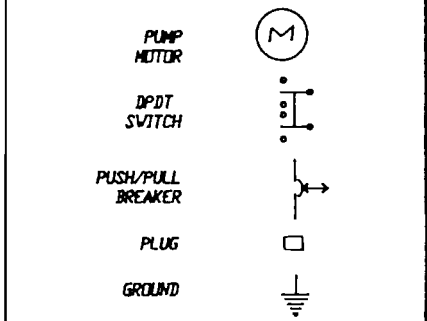 PUMP
MOTOR
M
DPDT
SWITCH
PUSH/PULL
BREAKER
PLUG
GROUND